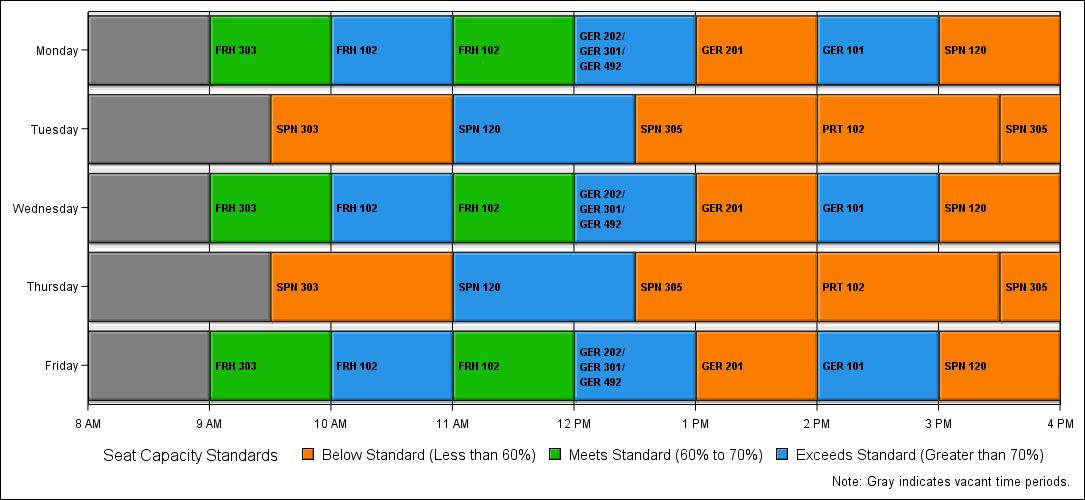 Monday
FRH 303
FRH 102
FRH 102
GER 202/
GER 301/
GER 492
GER 201
GER 101
SPN 120
Tuesday
SPN 303
SPN 120
SPN 305
PRT 102
SPN 305
Wednesday
FRH 303
FRH 102
FRH 102
GER 202/
GER 301/
GER 492
GER 201
GER 101
SPN 120
Thursday
SPN 303
SPN 120
SPN 305
PRT 102
SPN 305
Friday
FRH 303
FRH 102
FRH 102
GER 202/
GER 301/
GER 492
GER 201
GER 101
SPN 120
8 AM 9 AM 10 AM 11 AM 12 PM 1 PM 2 PM 3 PM 4 PM
Seat Capacity Standards Below Standard (Less than 60%) Meets Standard (60% to 70%) Exceeds Standard (Greater than 70%)
Note: Gray indicates vacant time periods.